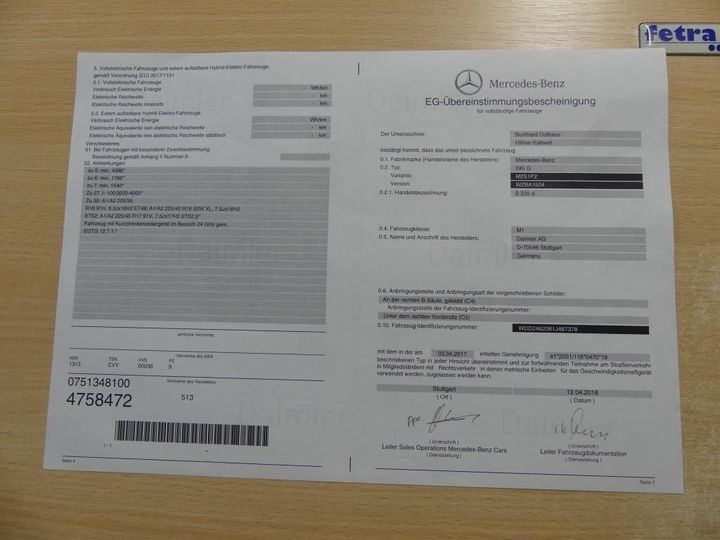 fetra
5. Vollelektrische Fahrzeuge und extern aufladbare Hybrid-Elektro-Fahrzeuge,
gemäß Verordnung (EU) 2017/1151
5.1. Vollelektrische Fahrzeuge
Verbrauch Elektrische Energie - Wh/km
Elektrische Reichweite - km
Elektrische Reichweite innerorts - km
5.2. Extern aufladbare Hybrid-Elektro-Fahrzeuge
Verbrauch Elektrische Energie - Wh/km
Elektrische Äquivalente rein elektr. Reichweite - km
Elektrische Äquivalente rein elektr. Reichweite städtisch - km
Verschiedenes
51. Bei Fahrzeugen mit besonderer Zweckbestimmung:
Bezeichnung gemäß Anhang II Nummer 5: -
52. Anmerkungen:
zu 5: min. 4398*
zu 6: min. 1786*
zu 7: min. 1540*
Zu 27.1: 100/3200-4000*
Zu 35: A1/A2 205/55
R16 91H, 6,5Jx16H2 ET49; A1/A2 225/40 R18 92W XL, 7,5Jx18H2
ET52; A1/A2 225/45 R17 91V, 7,5Jx17H2 ET52,5*
Fahrzeug mit Kurzstreckenradargerät im Bereich 24 GHz gem.
EGTG 12.7.1.*
amtliche Vermerke
HSN TSN VVS PZ Vermerke des KBA
1313 EVY 00036 9
0751348100 Vermerke des Herstellers
4758472 513
1 - 1
Seite 4
Mercedes-Benz
EG-Übereinstimmungsbescheinigung
für vollständige Fahrzeuge
Der Unterzeichner Burkhard Osthaus
Hilmar Kattwelt
bestätigt hiermit, dass das unten bezeichnete Fahrzeug
0.1. Fabrikmarke (Handelsname des Herstellers): Mercedes-Benz
0.2. Typ: 245 G
Variante: M2S1P2
Version: WZBA1504
0.2.1. Handelsbezeichnung: B 200 d
0.4. Fahrzeugklasse: M1
0.5. Name und Anschrift des Herstellers: Daimler AG
D-70546 Stuttgart
Germany
0.6. Anbringungsstelle und Anbringungsart der vorgeschriebenen Schilder:
An der rechten B-Säule, geklebt (C4)
Anbringungsstelle der Fahrzeug-Identifizierungsnummer:
Unter dem rechten Vordersitz (C2)
0.10. Fahrzeug-Identifizierungsnummer: WDD2462081J487378
mit dem in der am 03.04.2017 erteilten Genehmigung e1*2001/116*0470*18
beschriebenen Typ in jeder Hinsicht übereinstimmt und zur fortwährenden Teilnahme am Straßenverkehr
in Mitgliedsländern mit Rechtsverkehr in denen metrische Einheiten für das Geschwindigkeitsmeßgerät
verwendet werden, zugelassen werden kann.
Stuttgart 12.04.2018
( Ort ) ( Datum )
ppa
( Unterschrift ) ( Unterschrift )
Leiter Sales Operations Mercedes-Benz Cars Leiter Fahrzeugdokumentation
( Dienststellung ) ( Dienststellung )
Seite 1